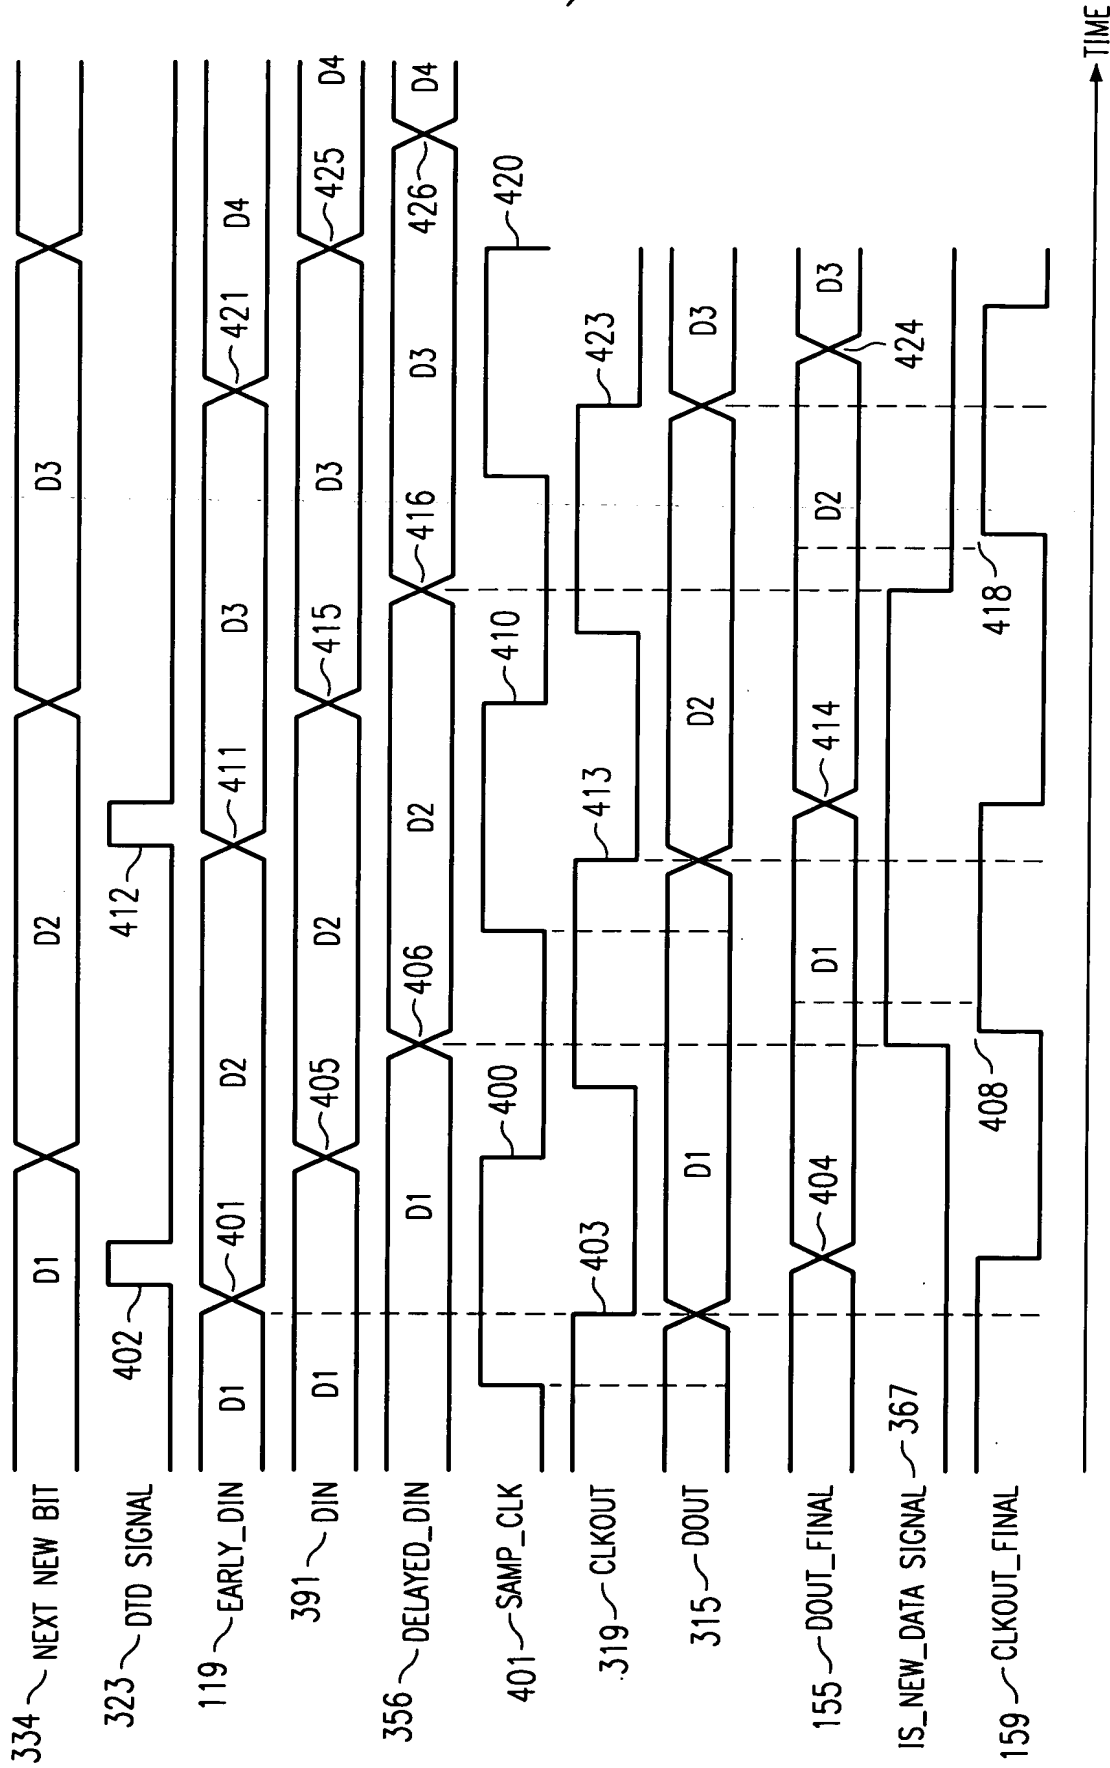 334 NEXT NEW BIT D1 D2 D3
323 DTD SIGNAL 402 412
119 EARLY_DIN D1 401 D2 411 D3 421 D4
391 DIN D1 405 D2 415 D3 425 D4
356 DELAYED_DIN D1 406 D2 416 D3 426 D4
401 SAMP_CLK 400 410 420
319 CLKOUT 403 413 423
315 DOUT D1 D2 D3
155 DOUT_FINAL 404 D1 414 D2 424 D3
IS_NEW_DATA SIGNAL 367
159 CLKOUT_FINAL 408 418
TIME